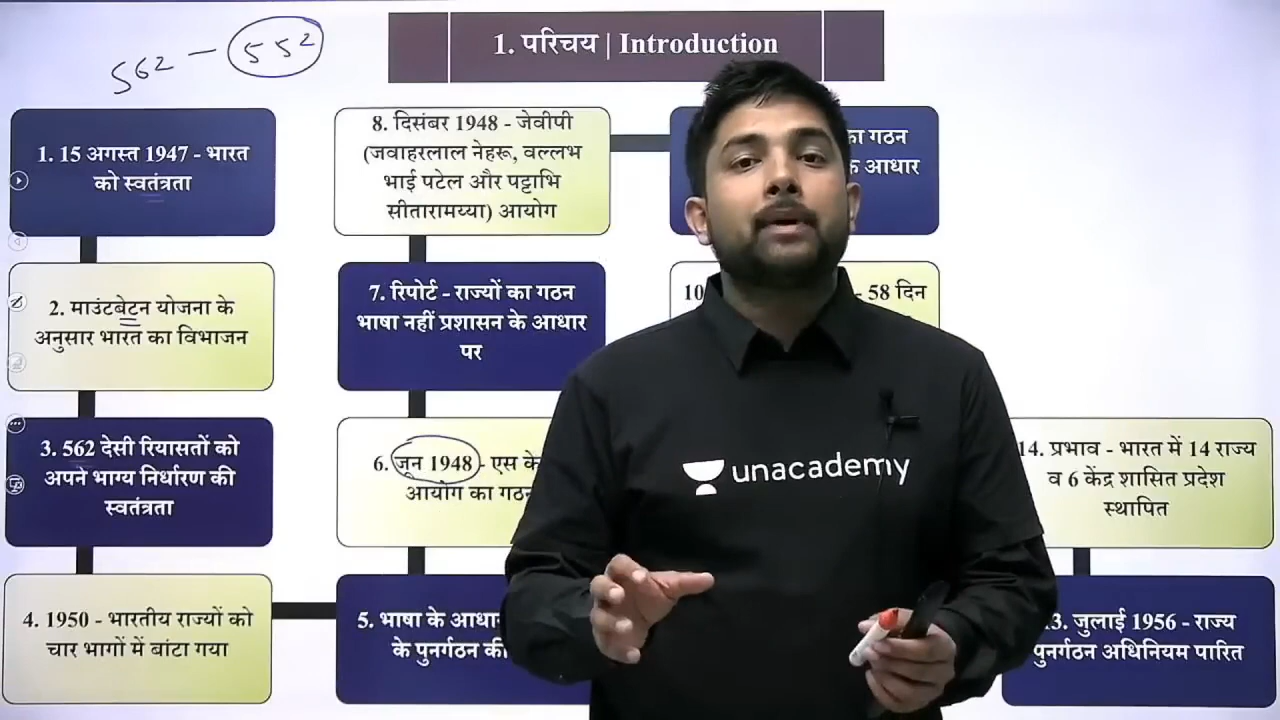 562 - 552
1. परिचय | Introduction
1. 15 अगस्त 1947 - भारत
को स्वतंत्रता
2. माउंटबेटन योजना के
अनुसार भारत का विभाजन
3. 562 देसी रियासतों को
अपने भाग्य निर्धारण की
स्वतंत्रता
4. 1950 - भारतीय राज्यों को
चार भागों में बांटा गया
8. दिसंबर 1948 - जेवीपी
(जवाहरलाल नेहरू, वल्लभ
भाई पटेल और पट्टाभि
सीतारामय्या) आयोग
7. रिपोर्ट - राज्यों का गठन
भाषा नहीं प्रशासन के आधार
पर
6. जून 1948 - एस के
आयोग का गठन
5. भाषा के
के पुनर्गठन
का गठन
के आधार
10
- 58 दिन
14. प्रभाव - भारत में 14 राज्य
व 6 केंद्र शासित प्रदेश
स्थापित
3. जुलाई 1956 - राज्य
पुनर्गठन अधिनियम पारित
unacademy